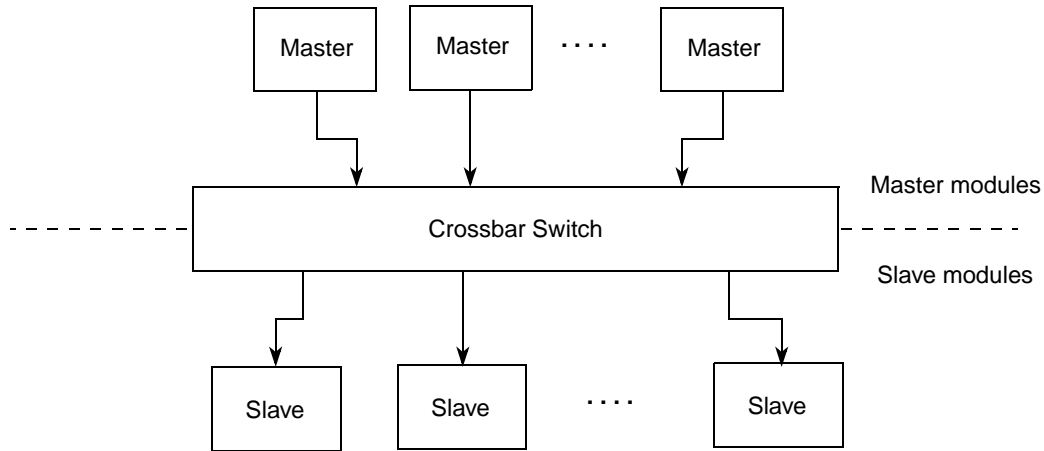 Master
Master
. . . .
Master
Master modules
Crossbar Switch
Slave modules
Slave
Slave
. . . .
Slave